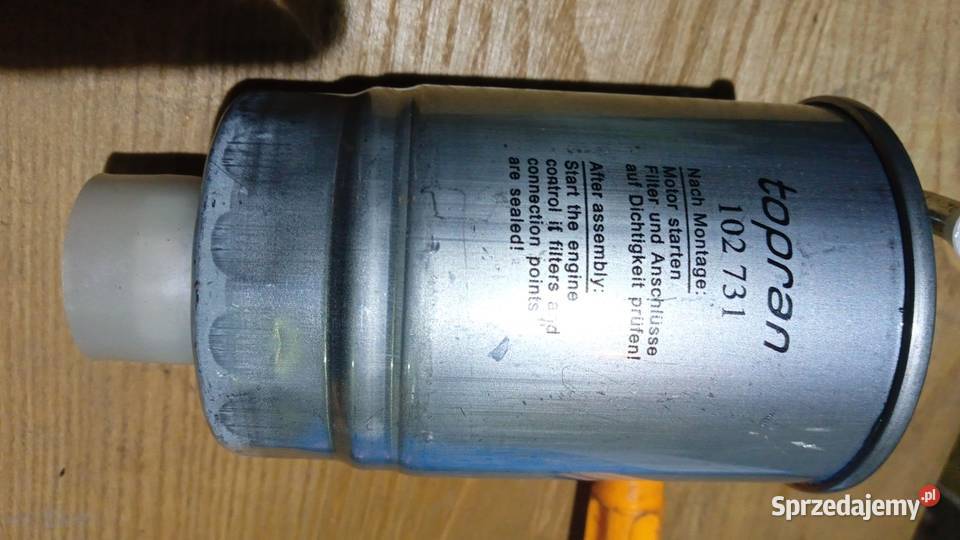 topran
102 731
Nach Montage:
Motor starten
Filter und Anschlüsse
auf Dichtigkeit prüfen!
After assembly:
Start the engine
control if filters and
connection points
are sealed!
Sprzedajemy.pl